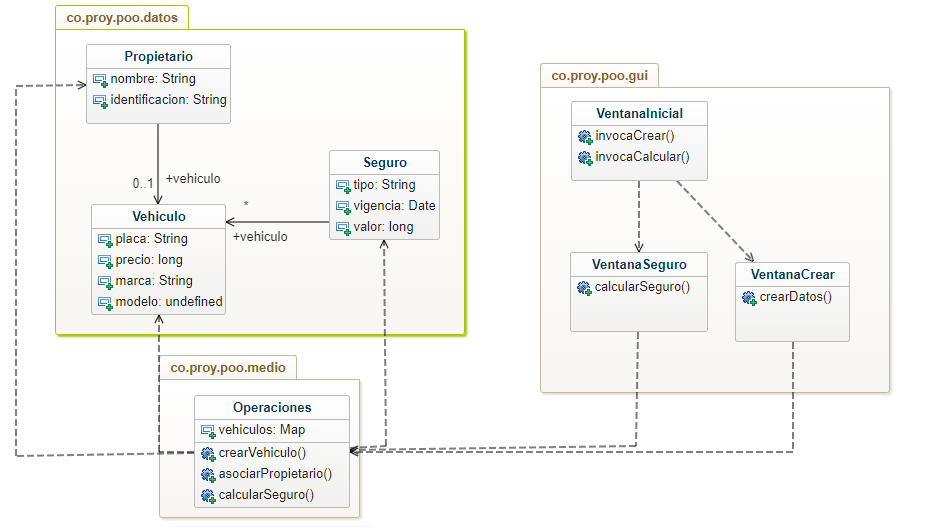 co.proy.poo.datos
Propietario
nombre: String
identificacion: String
0..1
+vehiculo
Vehiculo
placa: String
precio: long
marca: String
modelo: undefined
*
+vehiculo
Seguro
tipo: String
vigencia: Date
valor: long
co.proy.poo.gui
VentanaInicial
invocaCrear()
invocaCalcular()
VentanaSeguro
calcularSeguro()
VentanaCrear
crearDatos()
co.proy.poo.medio
Operaciones
vehiculos: Map
crearVehiculo()
asociarPropietario()
calcularSeguro()